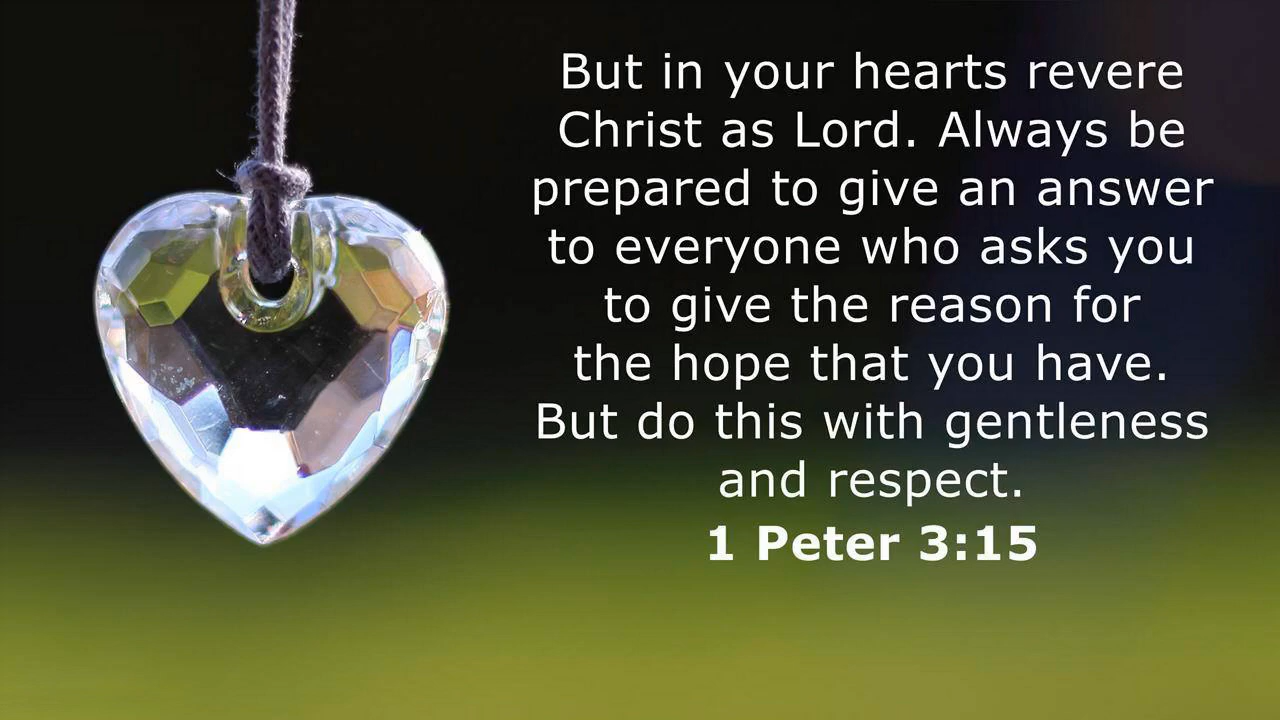 But in your hearts revere
Christ as Lord. Always be
prepared to give an answer
to everyone who asks you
to give the reason for
the hope that you have.
But do this with gentleness
and respect.
1 Peter 3:15